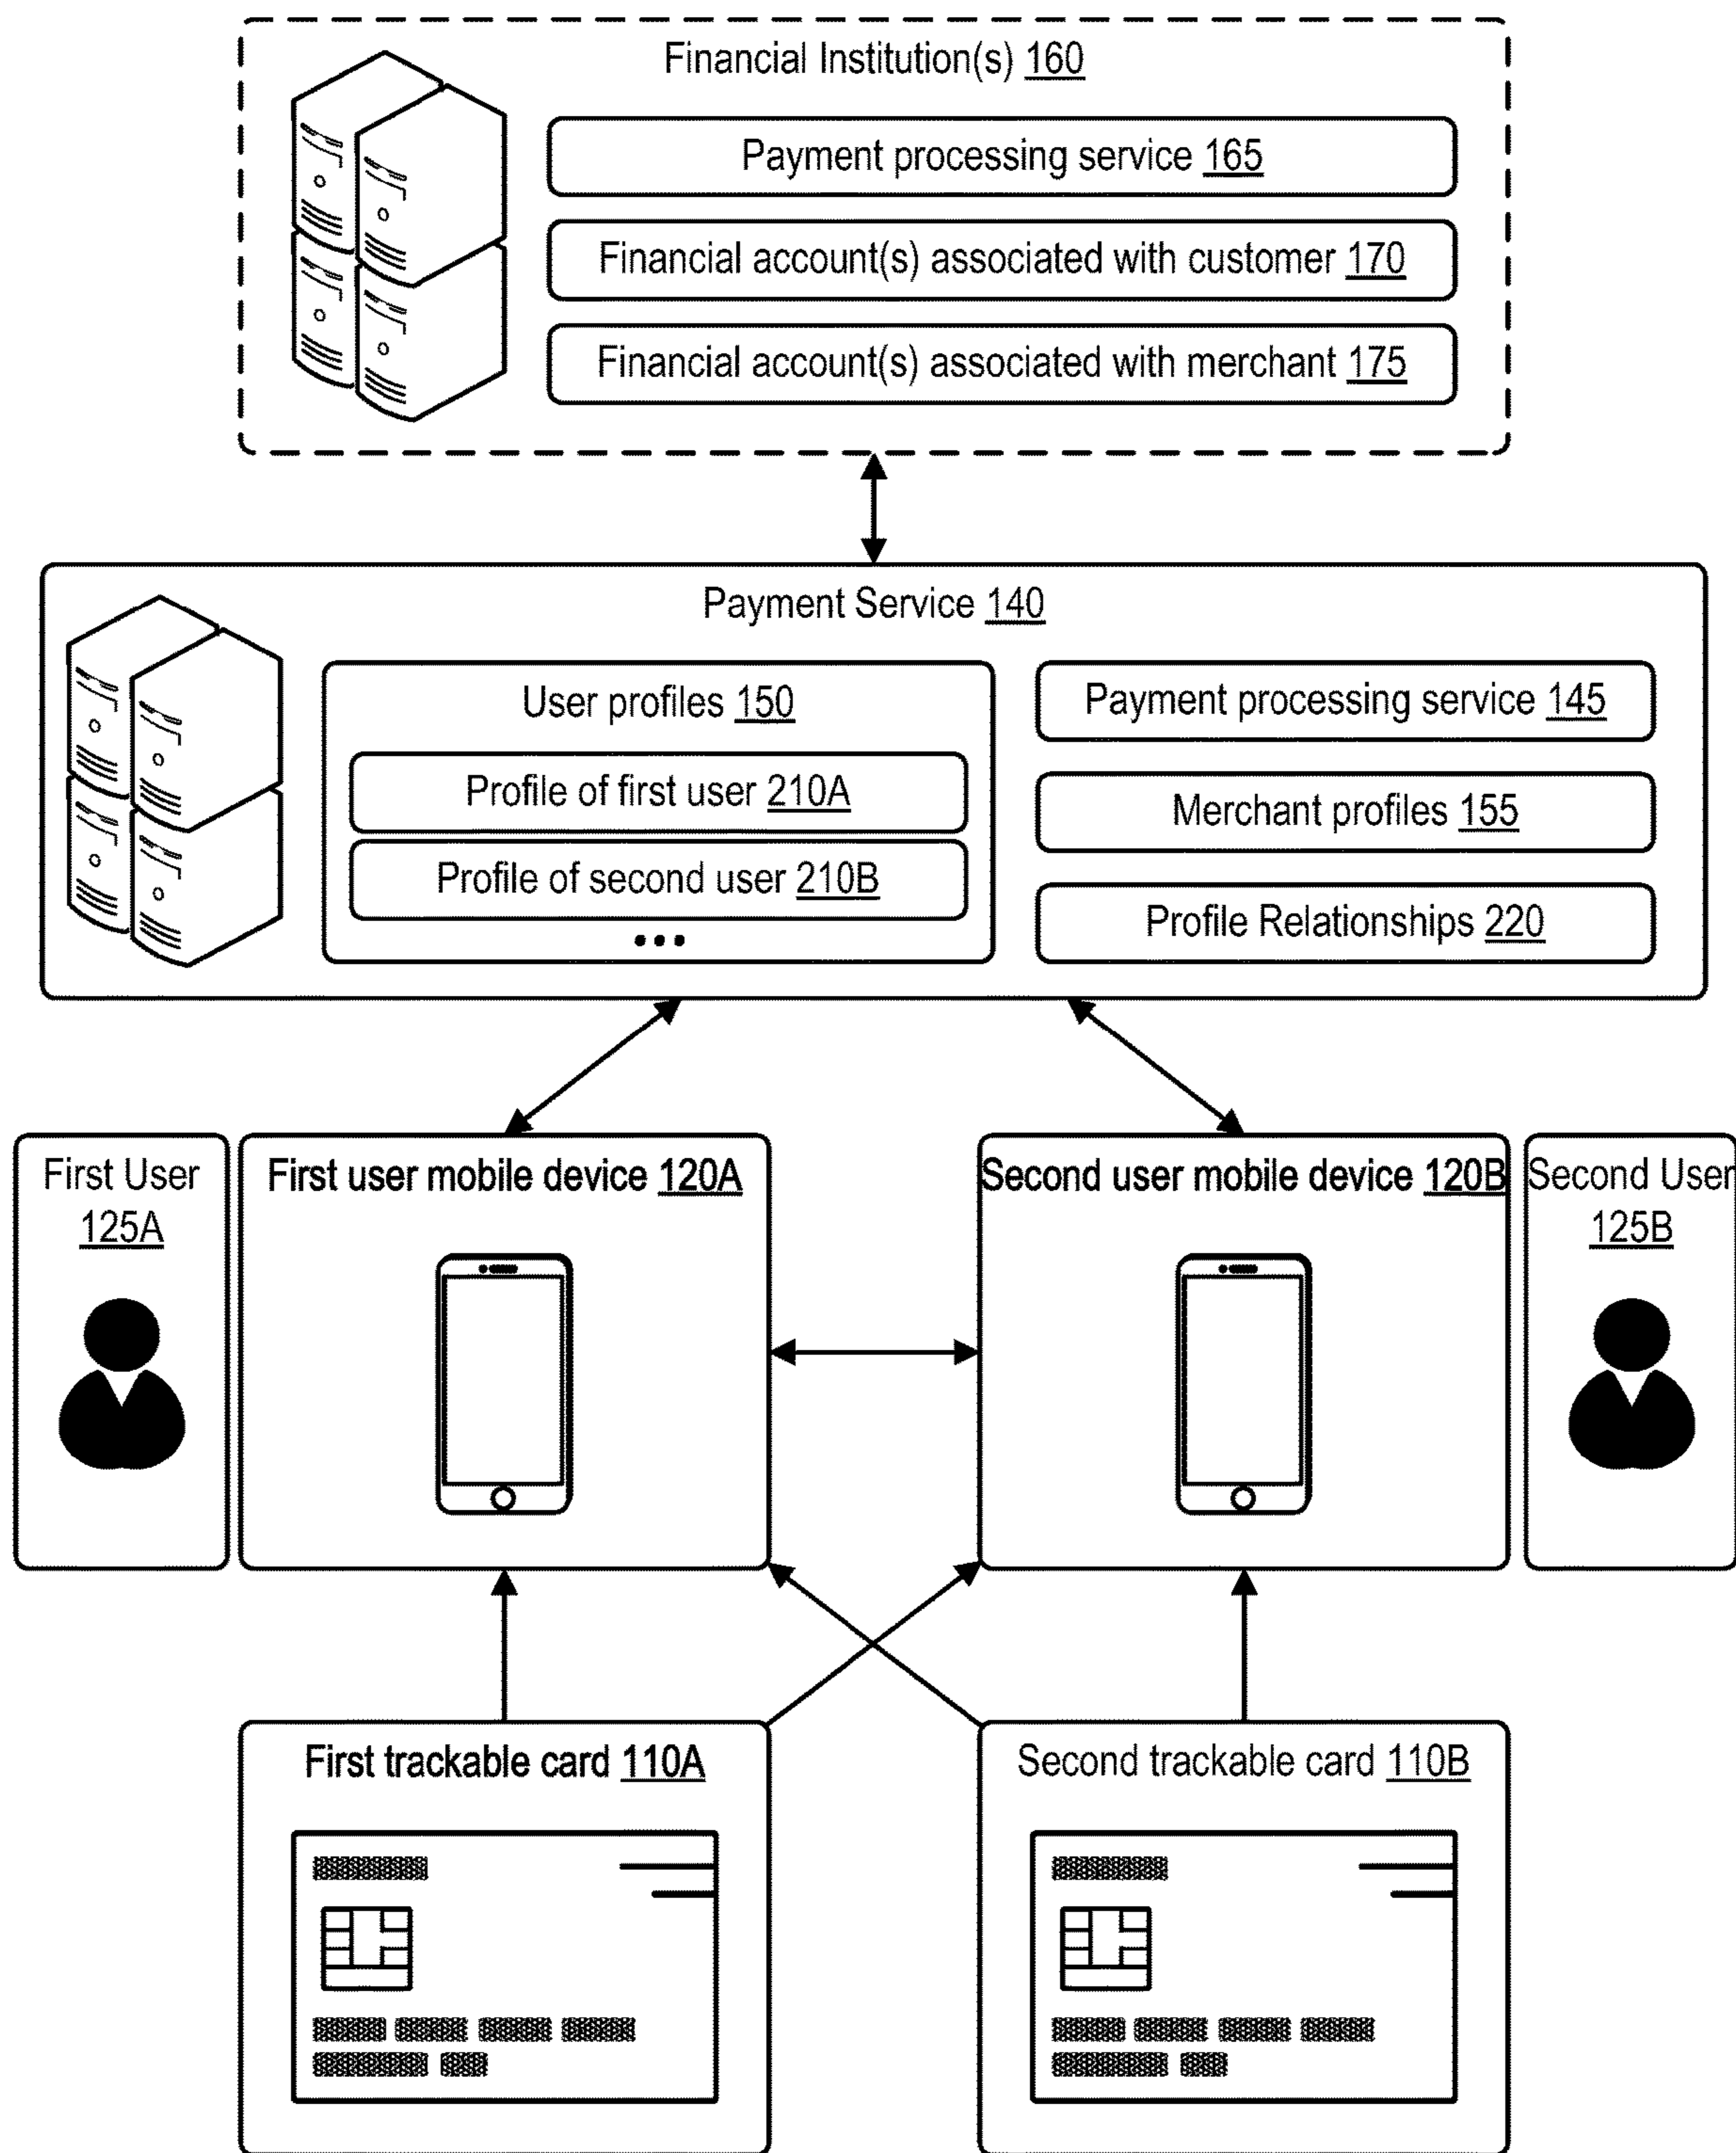 Financial Institution(s) 160
Payment processing service 165
Financial account(s) associated with customer 170
Financial account(s) associated with merchant 175
Payment Service 140
User profiles 150
Profile of first user 210A
Profile of second user 210B
•••
Payment processing service 145
Merchant profiles 155
Profile Relationships 220
First User
125A
First user mobile device 120A
Second user mobile device 120B
Second User
125B
First trackable card 110A
Second trackable card 110B